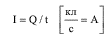 I = Q / t [кл/с = A]